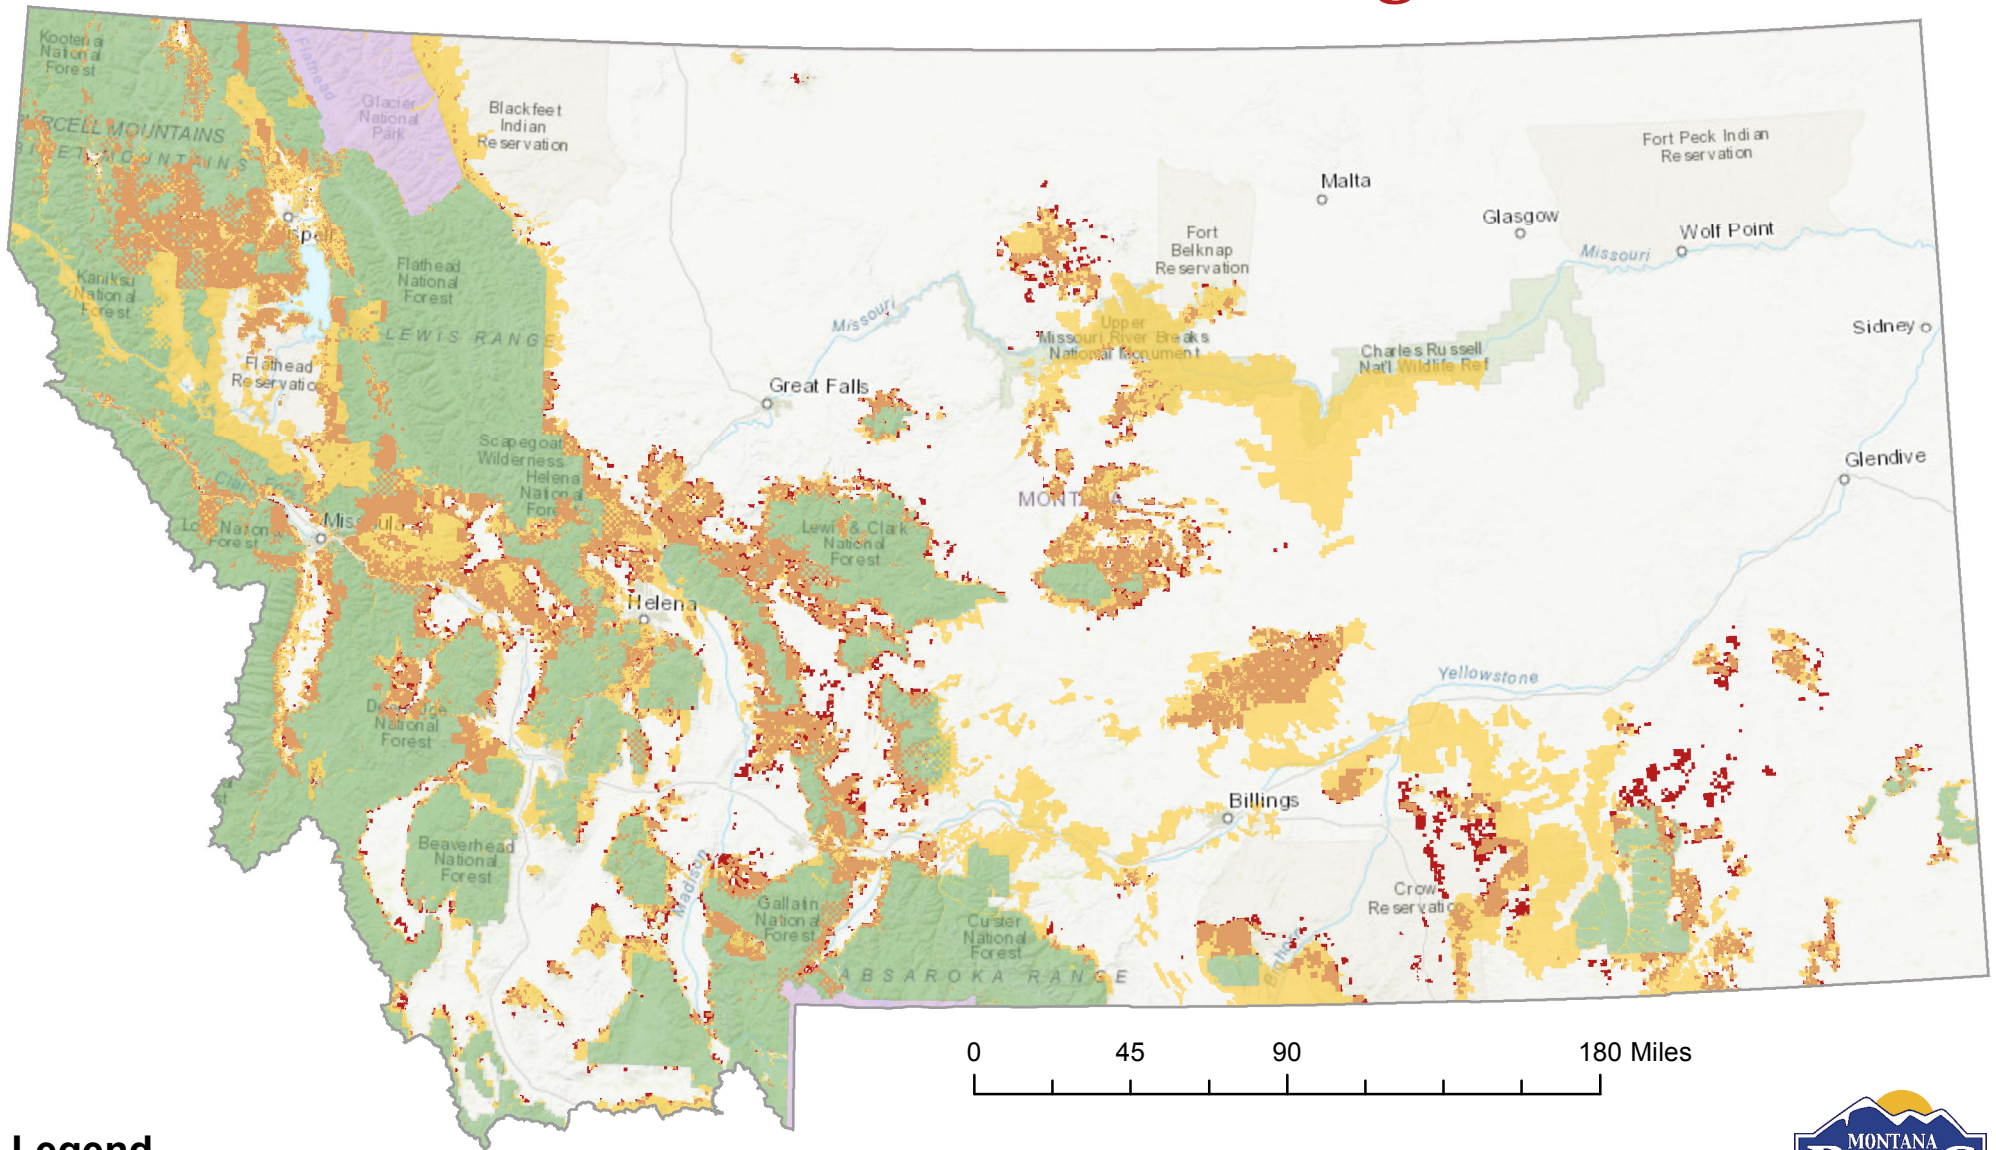 Kootenai
National
Forest
Flathead
Glacier
National
Park
Blackfeet
Indian
Reservation
Fort Peck Indian
Reservation
MOUNTAINS
MOUNTAINS
Malta
Glasgow
Wolf Point
Missouri
Fort
Belknap
Reservation
Flathead
National
Forest
Kaniksu
National
Forest
LEWIS RANGE
Missouri
Upper
Missouri River Breaks
National Monument
Charles Russell
Nat'l Wildlife Ref
Sidney
Flathead
Great Falls
Scapegoat
Wilderness
Helena
National
Glendive
MONTANA
Missoula
Forest
Lewis & Clark
National
Forest
Helena
Yellowstone
National
Forest
Billings
Beaverhead
National
Forest
Madison
Crow
Reservation
Gallatin
National
Forest
Custer
National
Forest
Bighorn
ABSAROKA RANGE
0 45 90 180 Miles
Legend
MONTANA